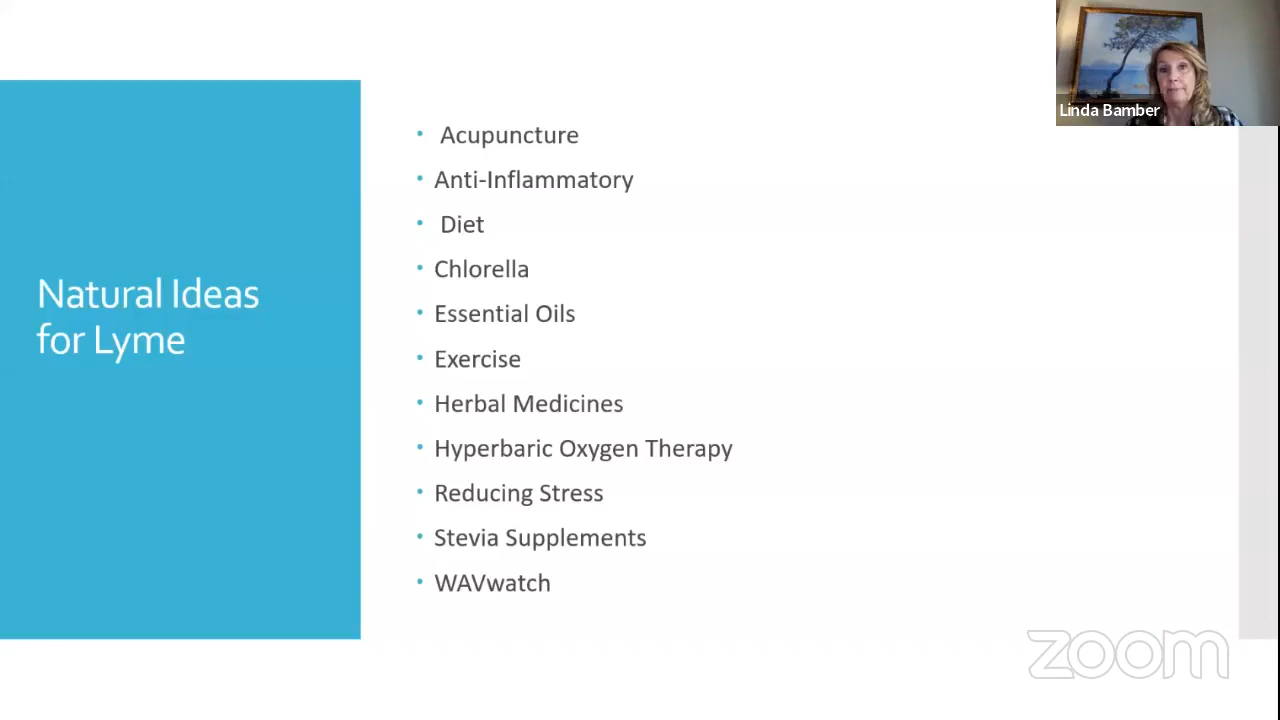 Linda Bamber
Natural Ideas
for Lyme
• Acupuncture
• Anti-Inflammatory
• Diet
• Chlorella
• Essential Oils
• Exercise
• Herbal Medicines
• Hyperbaric Oxygen Therapy
• Reducing Stress
• Stevia Supplements
• WAVwatch
zoom